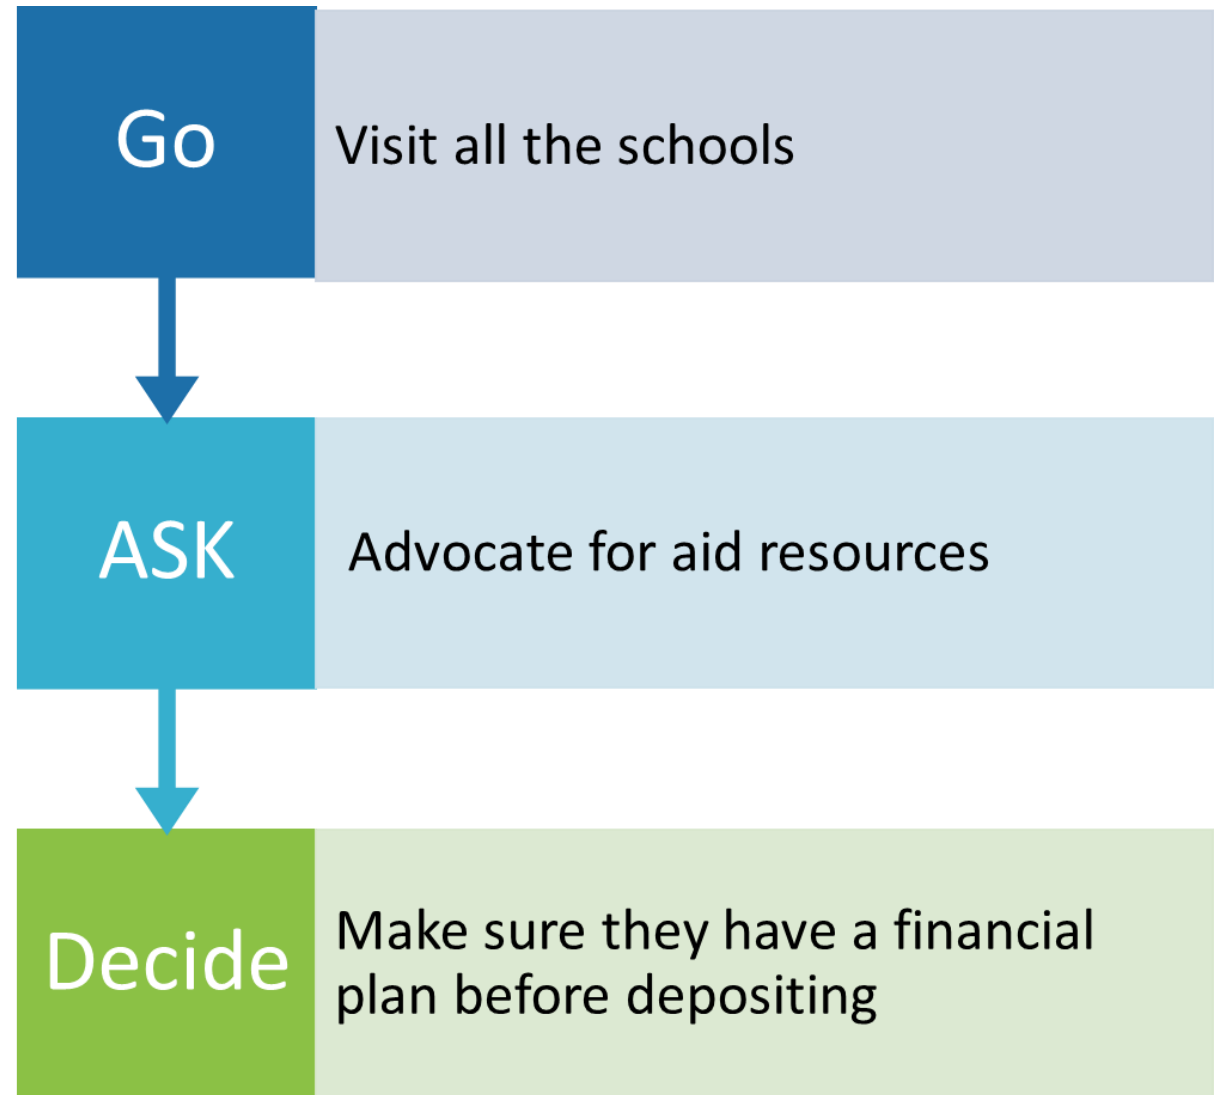 Go
Visit all the schools
ASK
Advocate for aid resources
Decide
Make sure they have a financial
plan before depositing